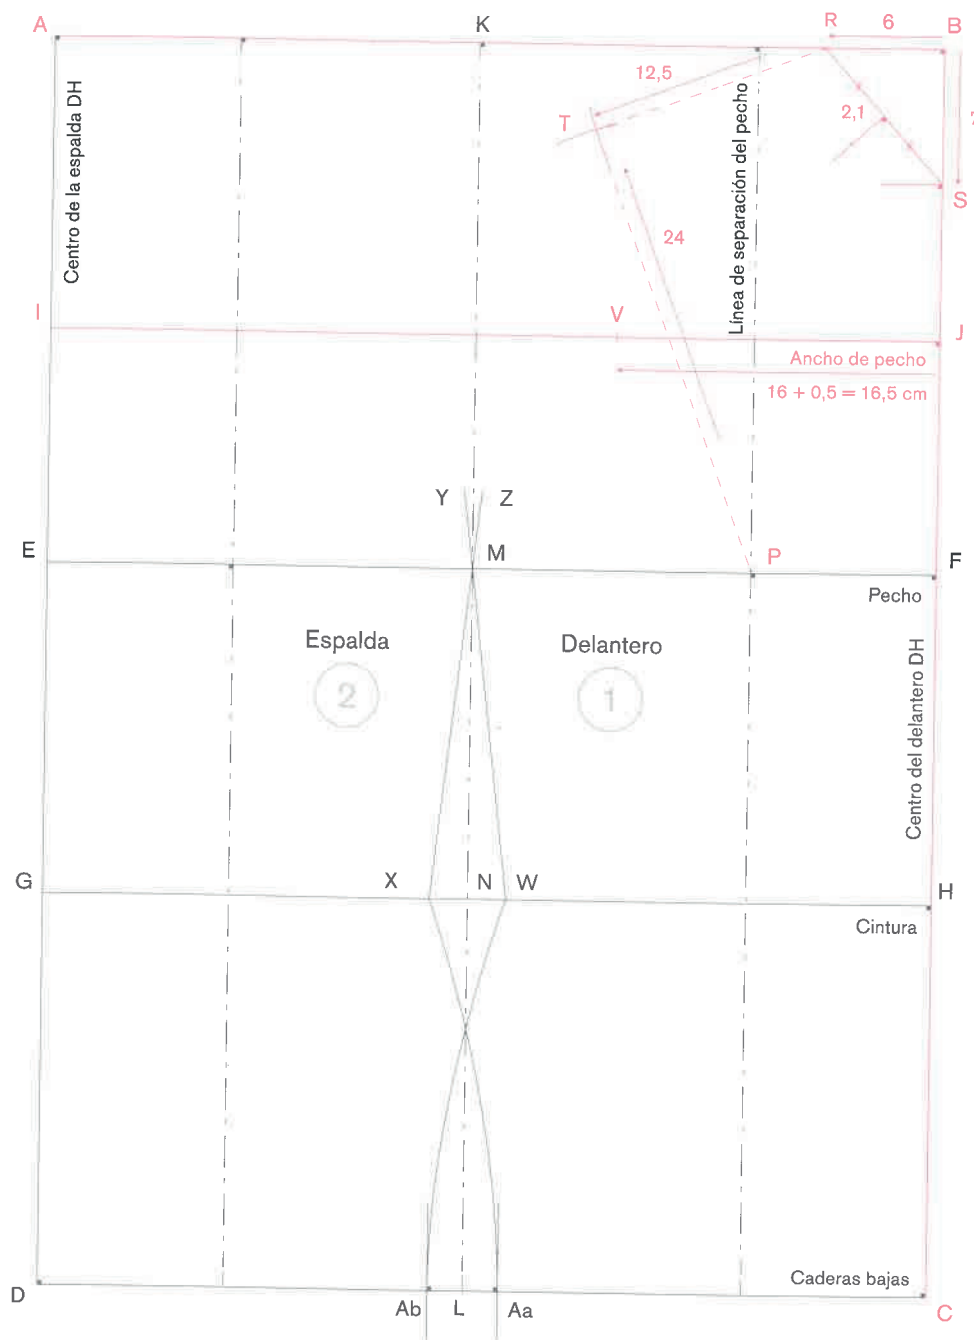 A
K
R
6
B
12,5
T
2,1
7
S
Centro de la espalda DH
Línea de separación del pecho
24
I
V
J
Ancho de pecho
16 + 0,5 = 16,5 cm
Y
Z
E
M
P
F
Pecho
Espalda
Delantero
2
1
Centro del delantero DH
G
X
N
W
H
Cintura
Caderas bajas
D
Ab
L
Aa
C